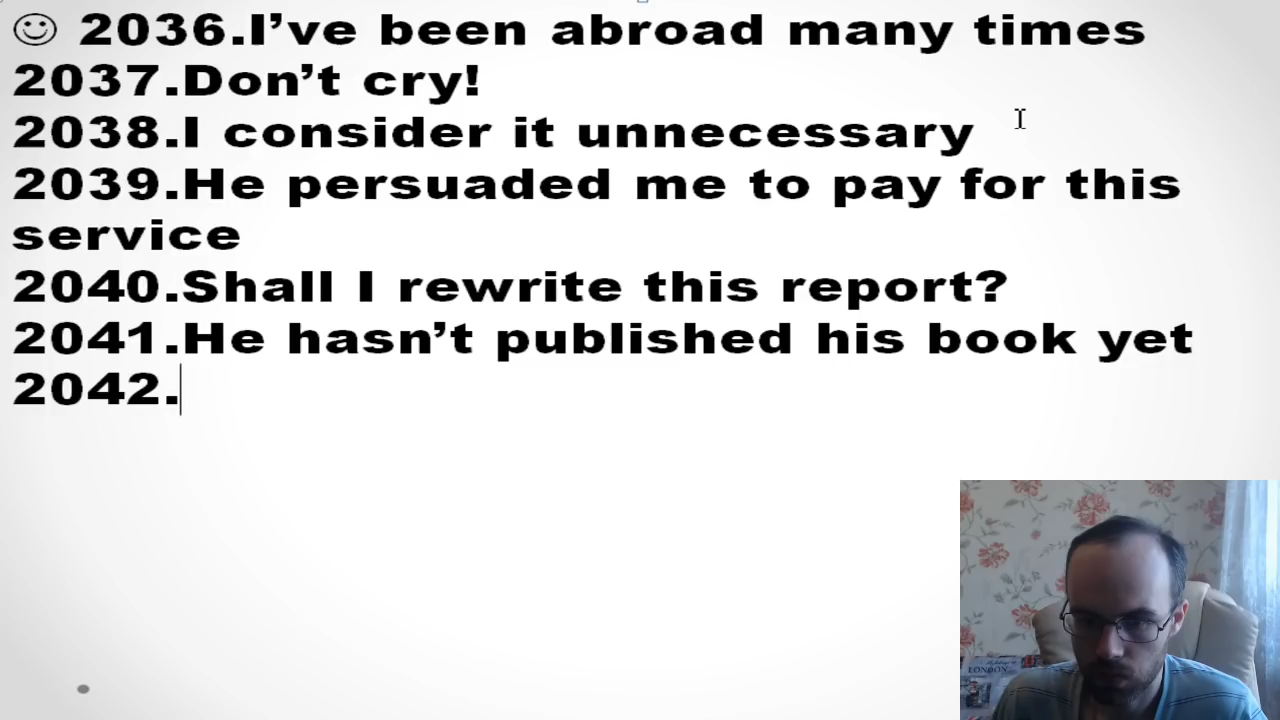 ☺ 2036.I’ve been abroad many times
2037.Don’t cry!
2038.I consider it unnecessary
2039.He persuaded me to pay for this
service
2040.Shall I rewrite this report?
2041.He hasn’t published his book yet
2042.
LONDON